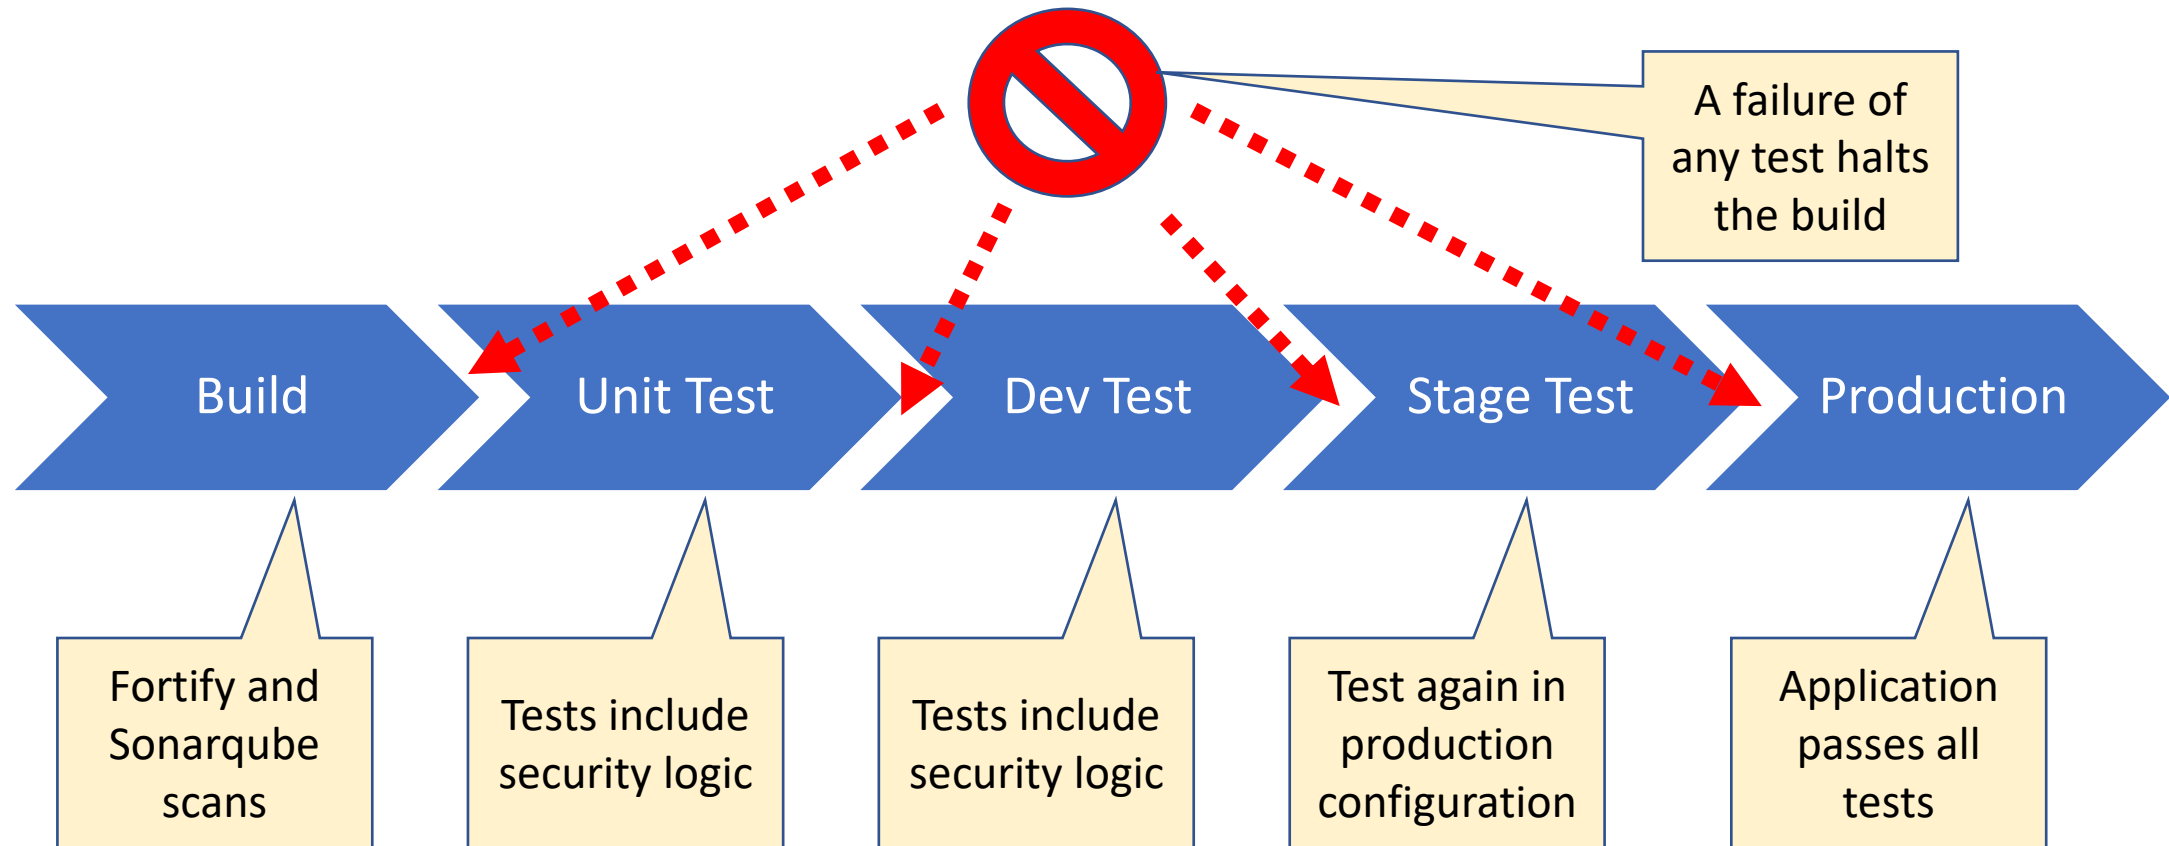 A failure of
any test halts
the build
Build
Unit Test
Dev Test
Stage Test
Production
Fortify and
Sonarqube
scans
Tests include
security logic
Tests include
security logic
Test again in
production
configuration
Application
passes all
tests